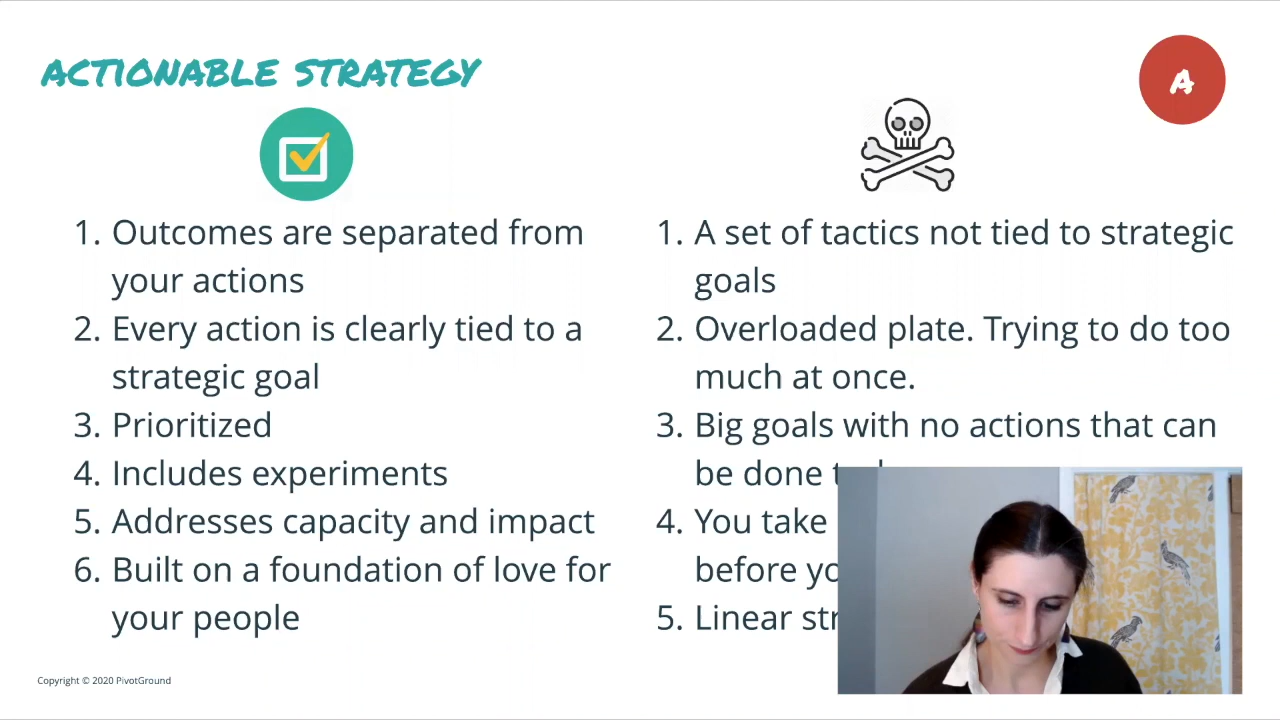 ACTIONABLE STRATEGY
A
1. Outcomes are separated from
your actions
2. Every action is clearly tied to a
strategic goal
3. Prioritized
4. Includes experiments
5. Addresses capacity and impact
6. Built on a foundation of love for
your people
1. A set of tactics not tied to strategic
goals
2. Overloaded plate. Trying to do too
much at once.
3. Big goals with no actions that can
be done
4. You take
before
5. Linear
Copyright © 2020 PivotGround